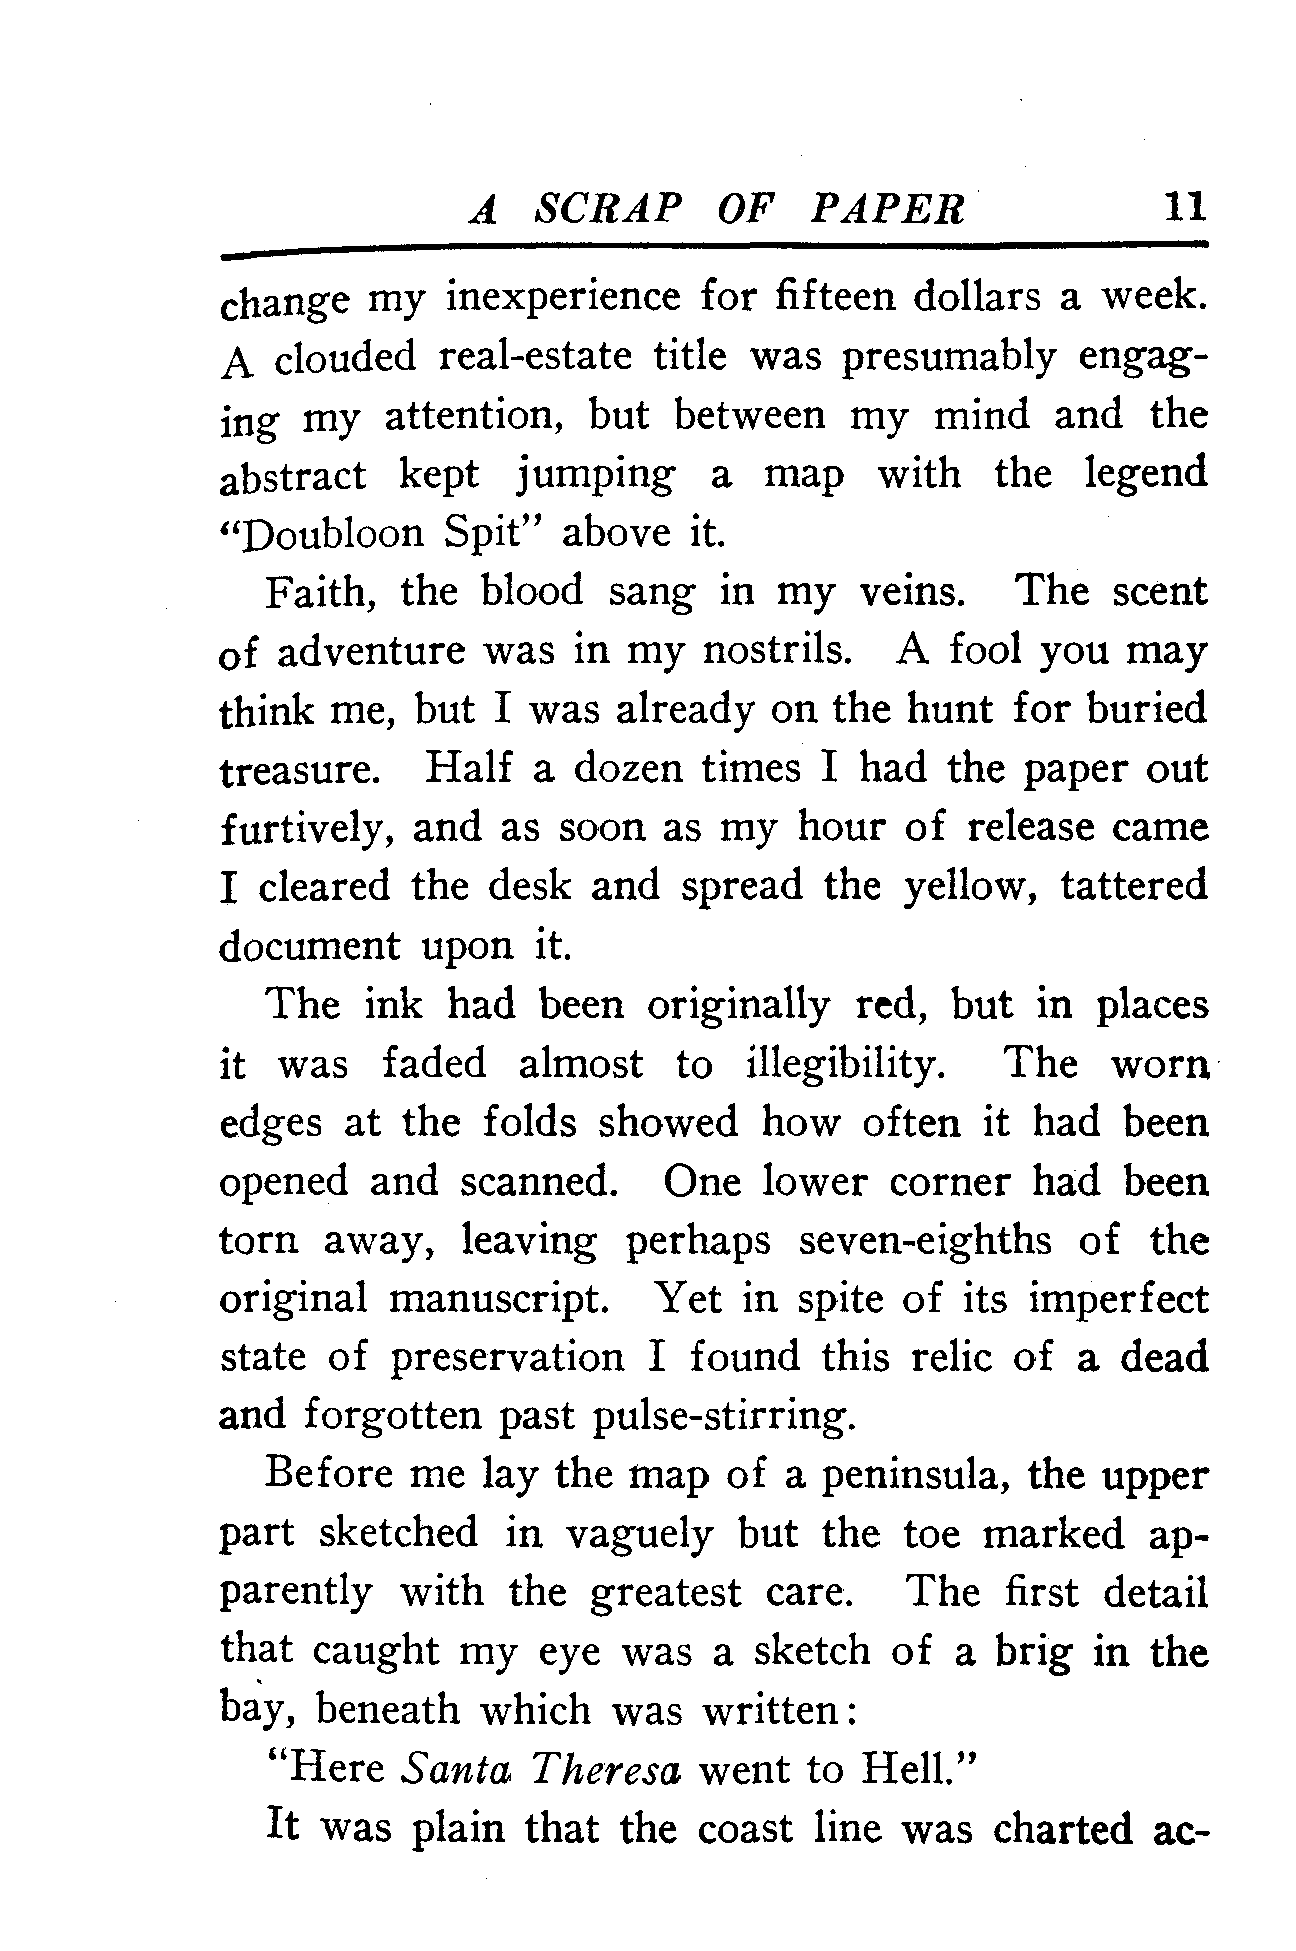 A SCRAP OF PAPER 11
change my inexperience for fifteen dollars a week.
A clouded real-estate title was presumably engag-
ing my attention, but between my mind and the
abstract kept jumping a map with the legend
“Doubloon Spit” above it.
Faith, the blood sang in my veins. The scent
of adventure was in my nostrils. A fool you may
think me, but I was already on the hunt for buried
treasure. Half a dozen times I had the paper out
furtively, and as soon as my hour of release came
I cleared the desk and spread the yellow, tattered
document upon it.
The ink had been originally red, but in places
it was faded almost to illegibility. The worn
edges at the folds showed how often it had been
opened and scanned. One lower corner had been
torn away, leaving perhaps seven-eighths of the
original manuscript. Yet in spite of its imperfect
state of preservation I found this relic of a dead
and forgotten past pulse-stirring.
Before me lay the map of a peninsula, the upper
part sketched in vaguely but the toe marked ap-
parently with the greatest care. The first detail
that caught my eye was a sketch of a brig in the
bay, beneath which was written:
“Here Santa Theresa went to Hell.”
It was plain that the coast line was charted ac-